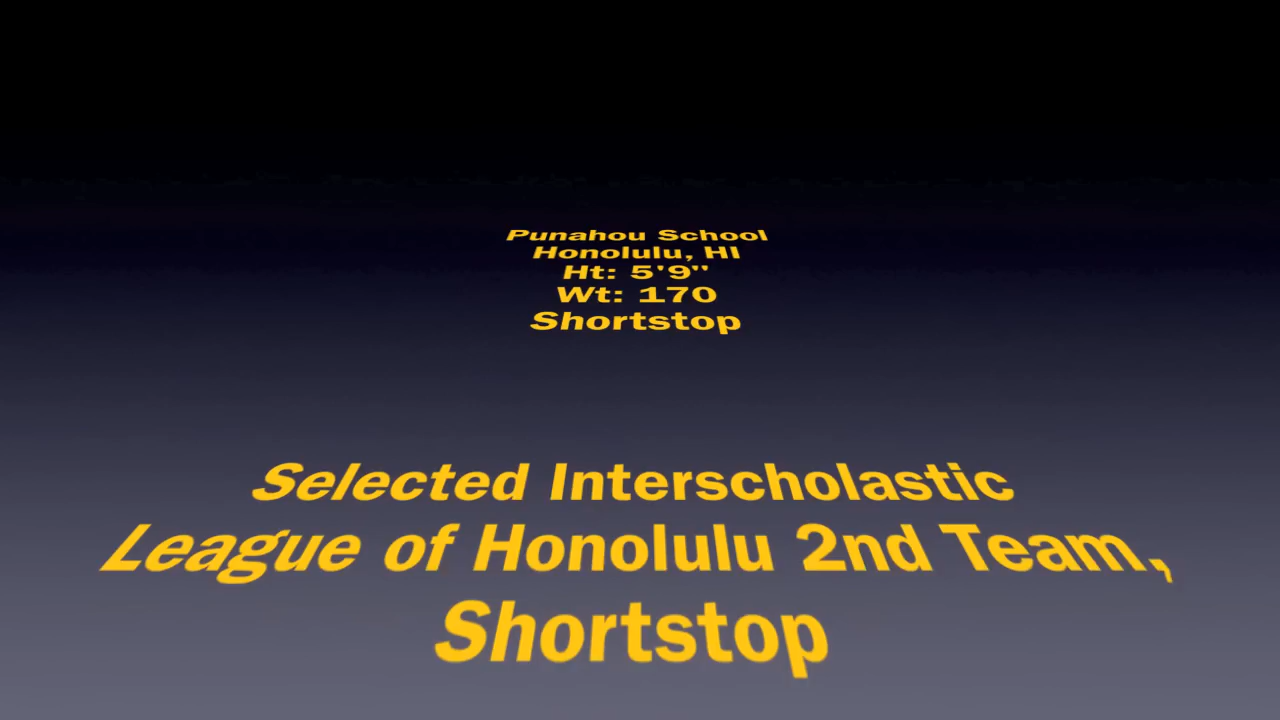 Punahou School
Honolulu, HI
Ht: 5'9"
Wt: 170
Shortstop
Selected Interscholastic
League of Honolulu 2nd Team,
Shortstop